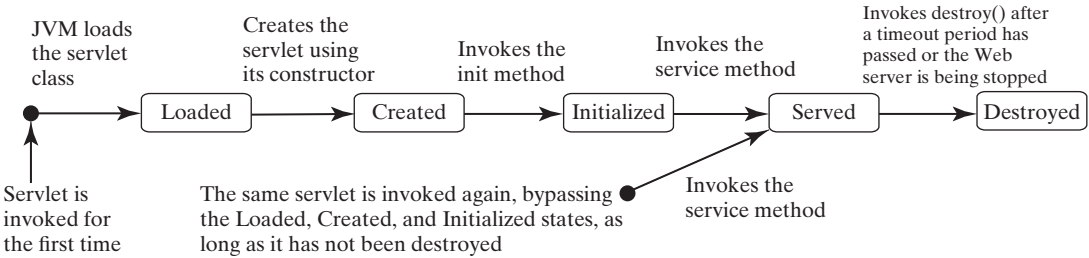 JVM loads
the servlet
class
Creates the
servlet using
its constructor
Invokes the
init method
Invokes the
service method
Invokes destroy() after
a timeout period has
passed or the Web
server is being stopped
Loaded
Created
Initialized
Served
Destroyed
Servlet is
invoked for
the first time
The same servlet is invoked again, bypassing
the Loaded, Created, and Initialized states, as
long as it has not been destroyed
Invokes the
service method